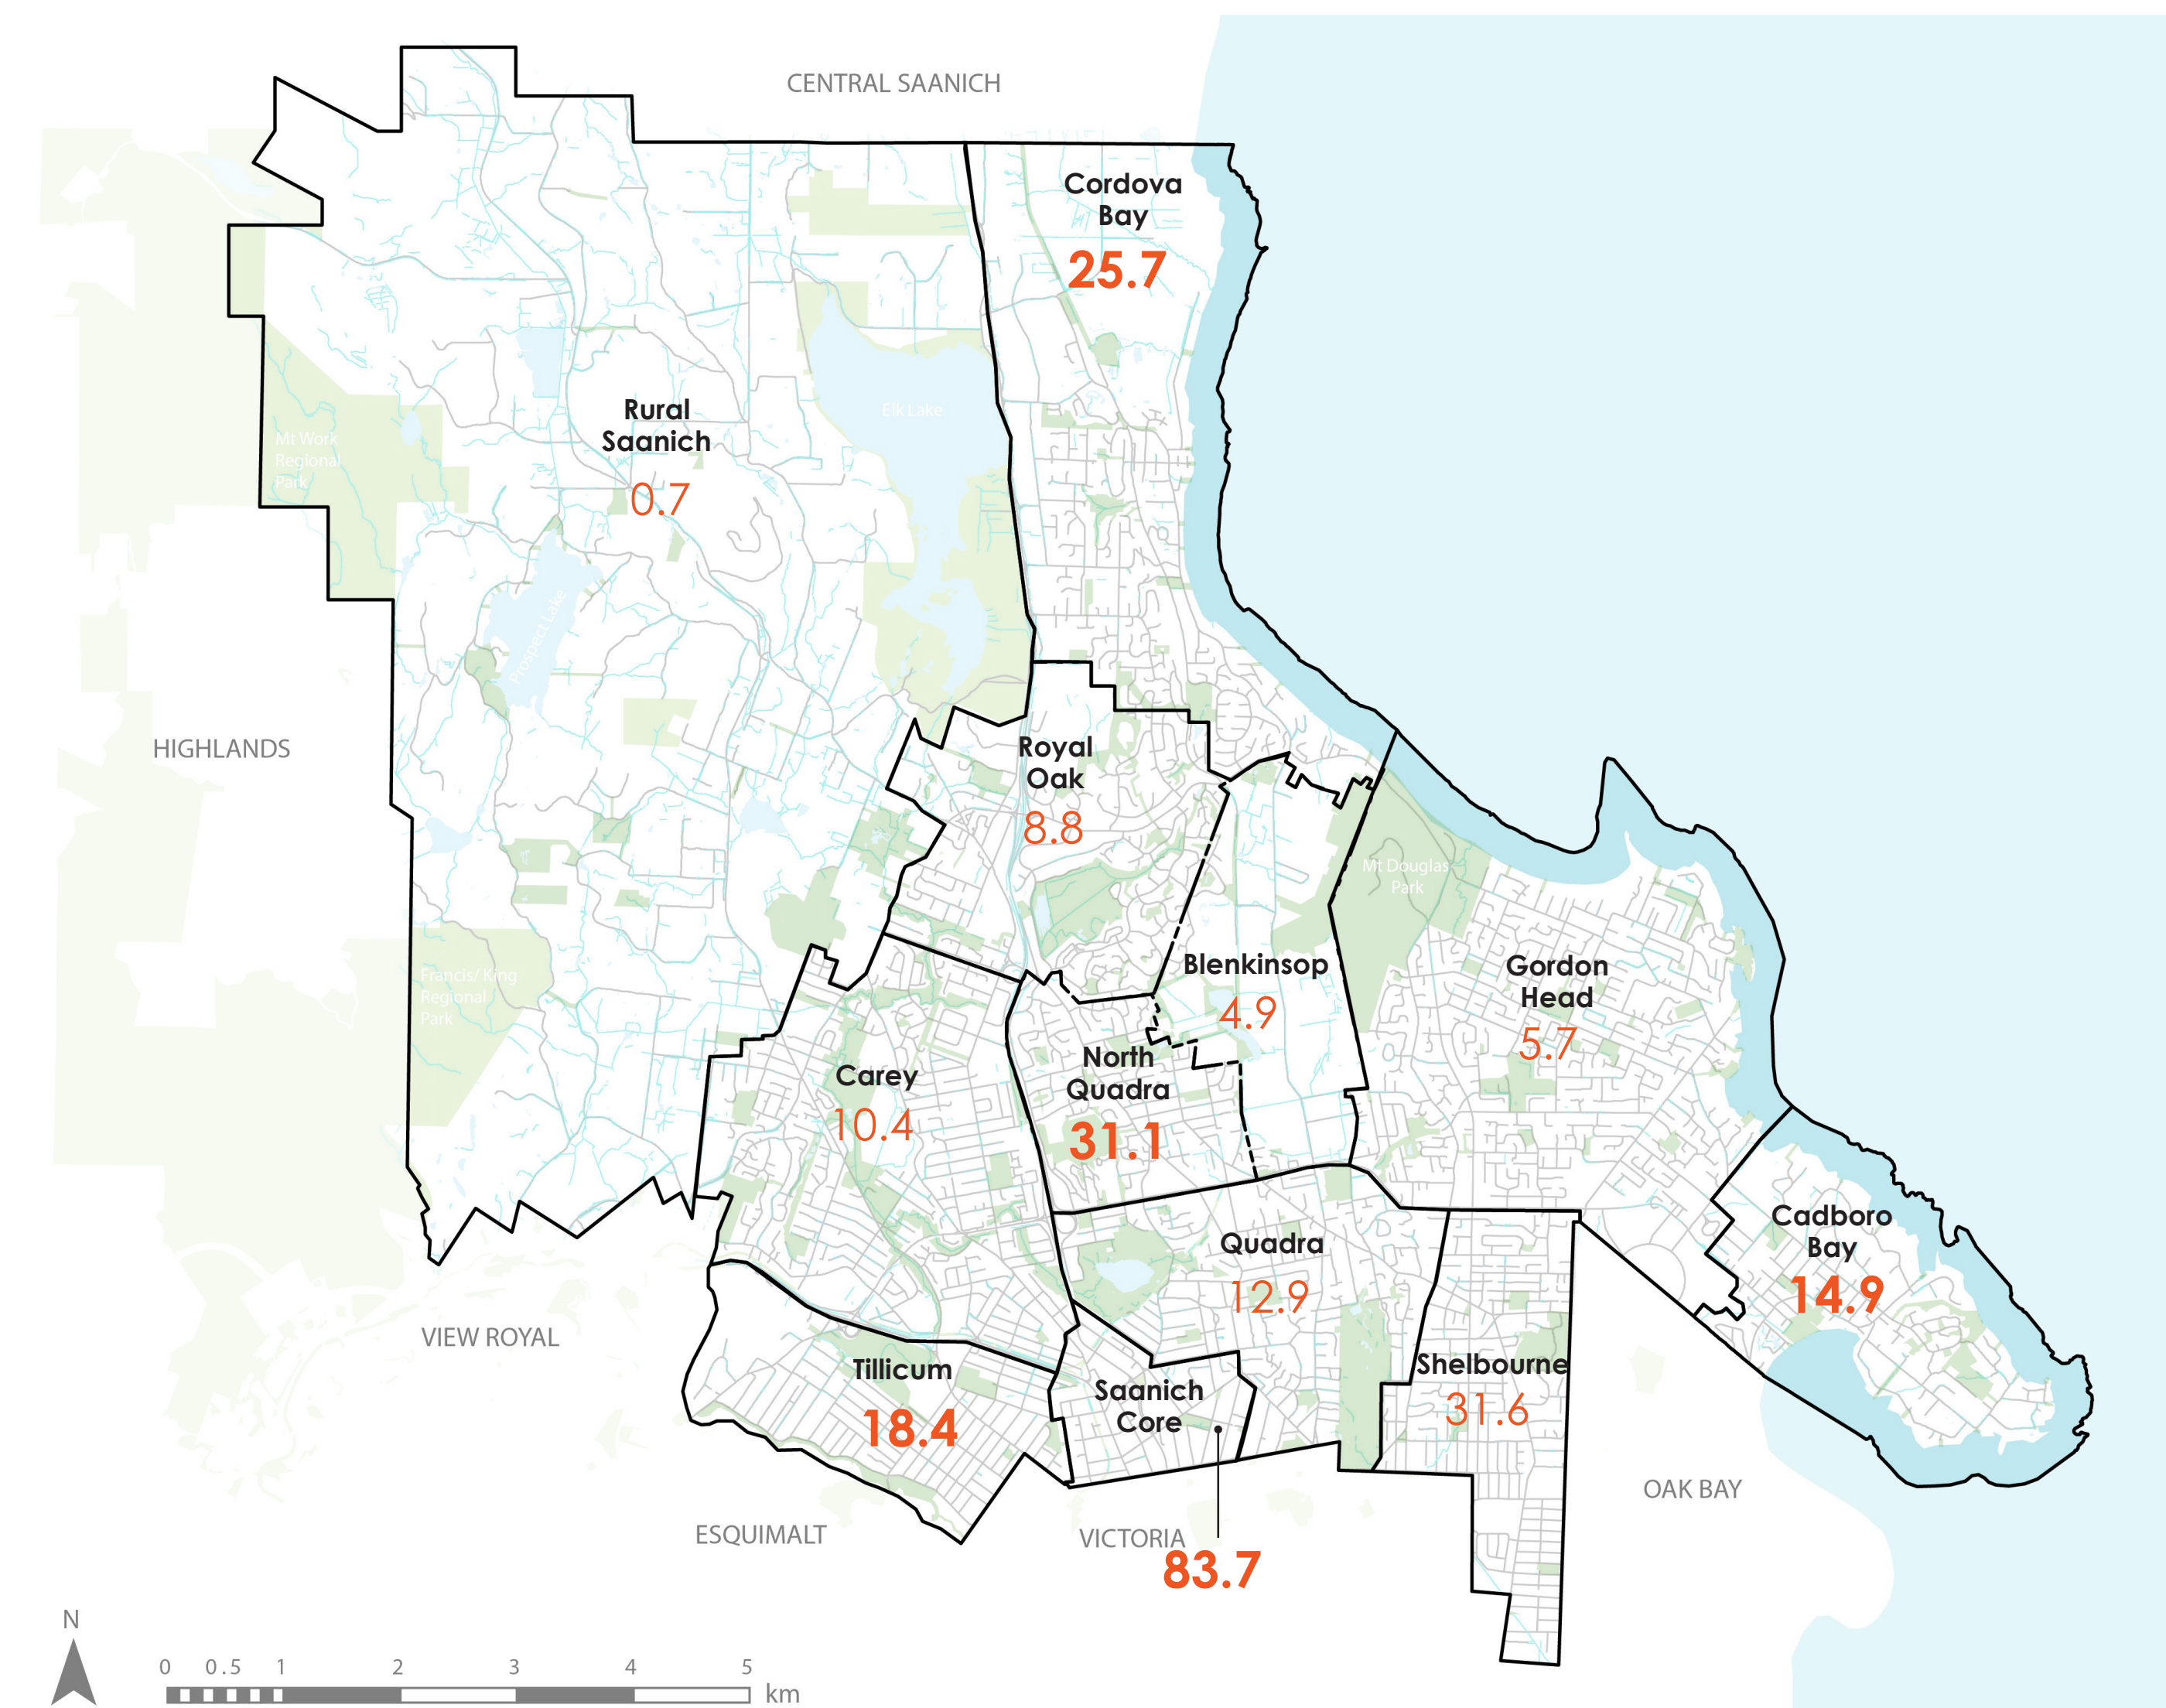 CENTRAL SAANICH
Cordova
Bay
25.7
Rural
Saanich
0.7
Elk Lake
Mt Work
Regional
Park
Prospect Lake
HIGHLANDS
Royal
Oak
8.8
Mt Douglas
Park
Blenkinsop
4.9
Gordon
Head
5.7
Francis/ King
Regional
Park
Carey
10.4
North
Quadra
31.1
Quadra
12.9
Cadboro
Bay
14.9
VIEW ROYAL
Tillicum
18.4
Saanich
Core
Shelbourne
31.6
OAK BAY
ESQUIMALT
VICTORIA
83.7
N
0 0.5 1 2 3 4 5
km